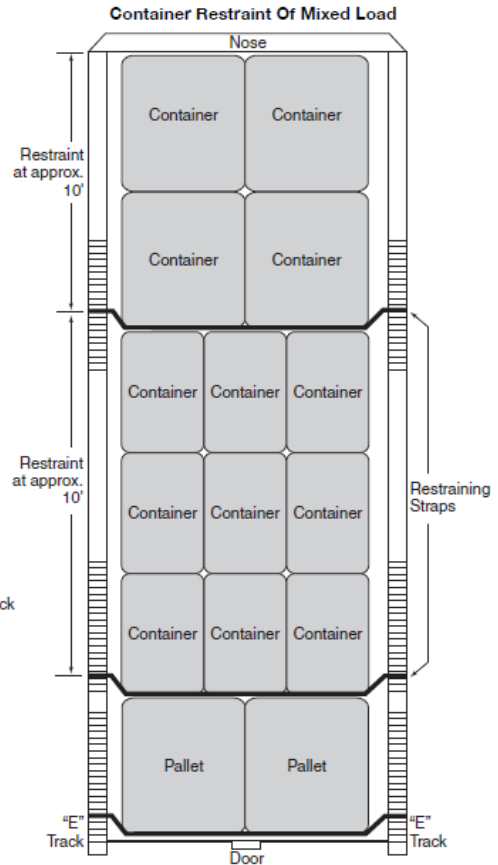 Container Restraint Of Mixed Load
Nose
Container
Container
Restraint
at approx.
10'
Container
Container
Container
Container
Container
Restraint
at approx.
10'
Container
Container
Container
Restraining
Straps
ck
Container
Container
Container
Pallet
Pallet
"E"
Track
"E"
Track
Door